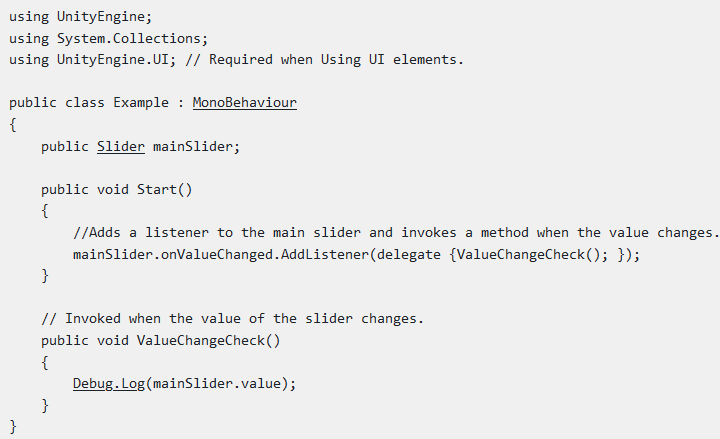 using UnityEngine;
using System.Collections;
using UnityEngine.UI; // Required when Using UI elements.
public class Example : MonoBehaviour
{
public Slider mainSlider;
public void Start()
{
//Adds a listener to the main slider and invokes a method when the value changes.
mainSlider.onValueChanged.AddListener(delegate {ValueChangeCheck(); });
}
// Invoked when the value of the slider changes.
public void ValueChangeCheck()
{
Debug.Log(mainSlider.value);
}
}